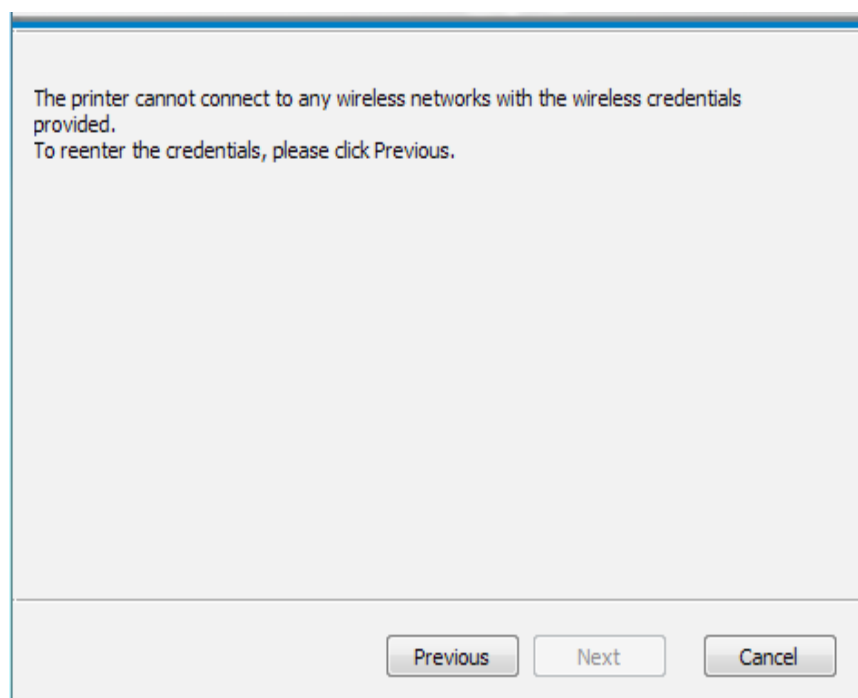 The printer cannot connect to any wireless networks with the wireless credentials
provided.
To reenter the credentials, please click Previous.
Previous Next Cancel